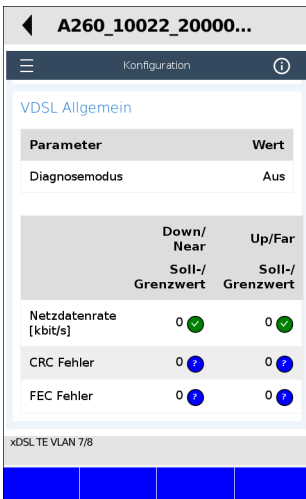 A260_10022_20000...
Konfiguration
VDSL Allgemein
Parameter Wert
Diagnosemodus Aus
Down/ Up/Far
Near
Soll-/ Soll-/
Grenzwert Grenzwert
Netzdatenrate 0 0
[kbit/s]
CRC Fehler 0 ? 0 ?
FEC Fehler 0 ? 0 ?
xDSL TE VLAN 7/8